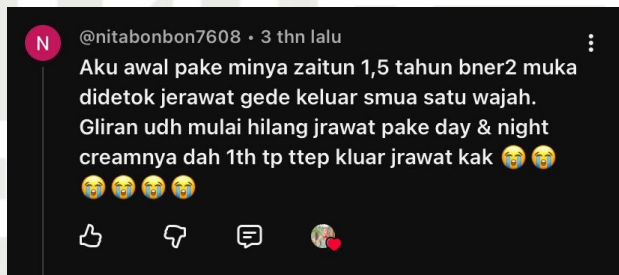 N
@nitabonbon7608 • 3 thn lalu
Aku awal pake minya zaitun 1,5 tahun bner2 muka
didetok jerawat gede keluar smua satu wajah.
Gliran udh mulai hilang jrawat pake day & night
creamnya dah 1th tp ttep kluar jrawat kak 😭😭
😭😭😭😭